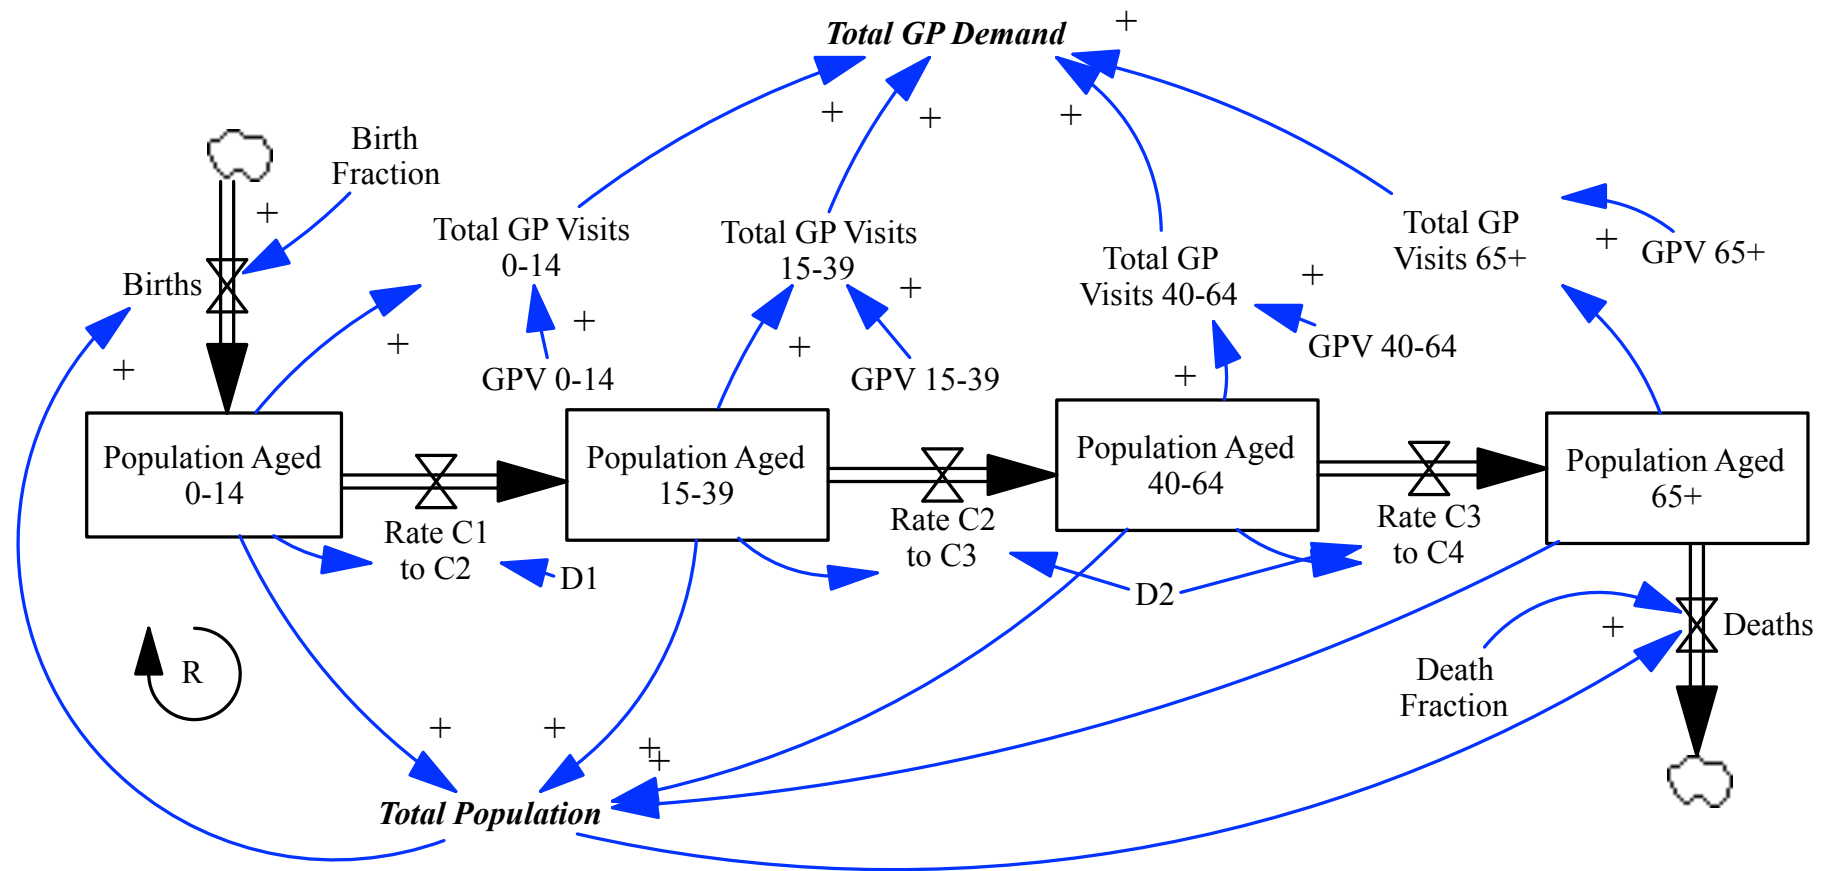 Total GP Demand
+
+
+
+
Birth
Fraction
+
Total GP Visits
0-14
Total GP Visits
15-39
Total GP
Visits 40-64
Total GP
Visits 65+
+
GPV 65+
Births
+
+
+
+
+
+
+
GPV 0-14
GPV 15-39
GPV 40-64
Population Aged
0-14
Population Aged
15-39
Population Aged
40-64
Population Aged
65+
Rate C1
to C2
Rate C2
to C3
Rate C3
to C4
D1
D2
+
Deaths
Death
Fraction
R
+
+
+
+
Total Population